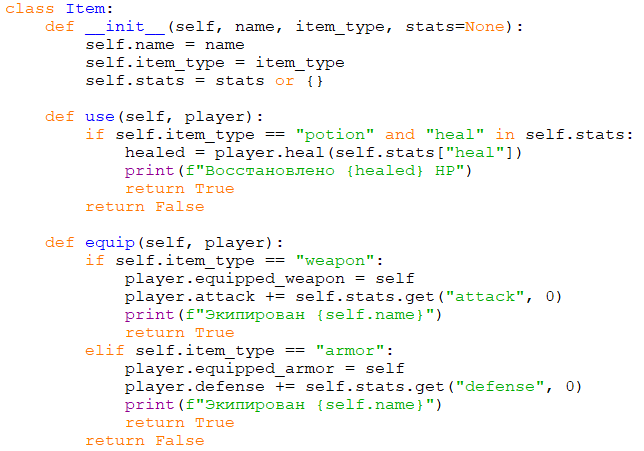 class Item:
    def __init__(self, name, item_type, stats=None):
        self.name = name
        self.item_type = item_type
        self.stats = stats or {}

    def use(self, player):
        if self.item_type == "potion" and "heal" in self.stats:
            healed = player.heal(self.stats["heal"])
            print(f"Восстановлено {healed} HP")
            return True
        return False

    def equip(self, player):
        if self.item_type == "weapon":
            player.equipped_weapon = self
            player.attack += self.stats.get("attack", 0)
            print(f"Экипирован {self.name}")
            return True
        elif self.item_type == "armor":
            player.equipped_armor = self
            player.defense += self.stats.get("defense", 0)
            print(f"Экипирован {self.name}")
            return True
        return False